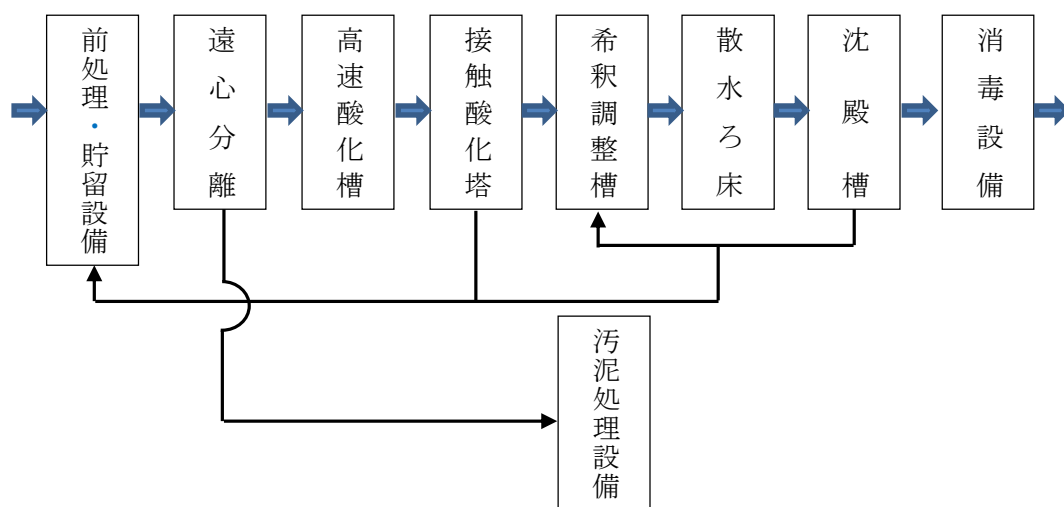 前処理・貯留設備
遠心分離
高速酸化槽
接触酸化塔
希釈調整槽
散水ろ床
沈殿槽
消毒設備
汚泥処理設備